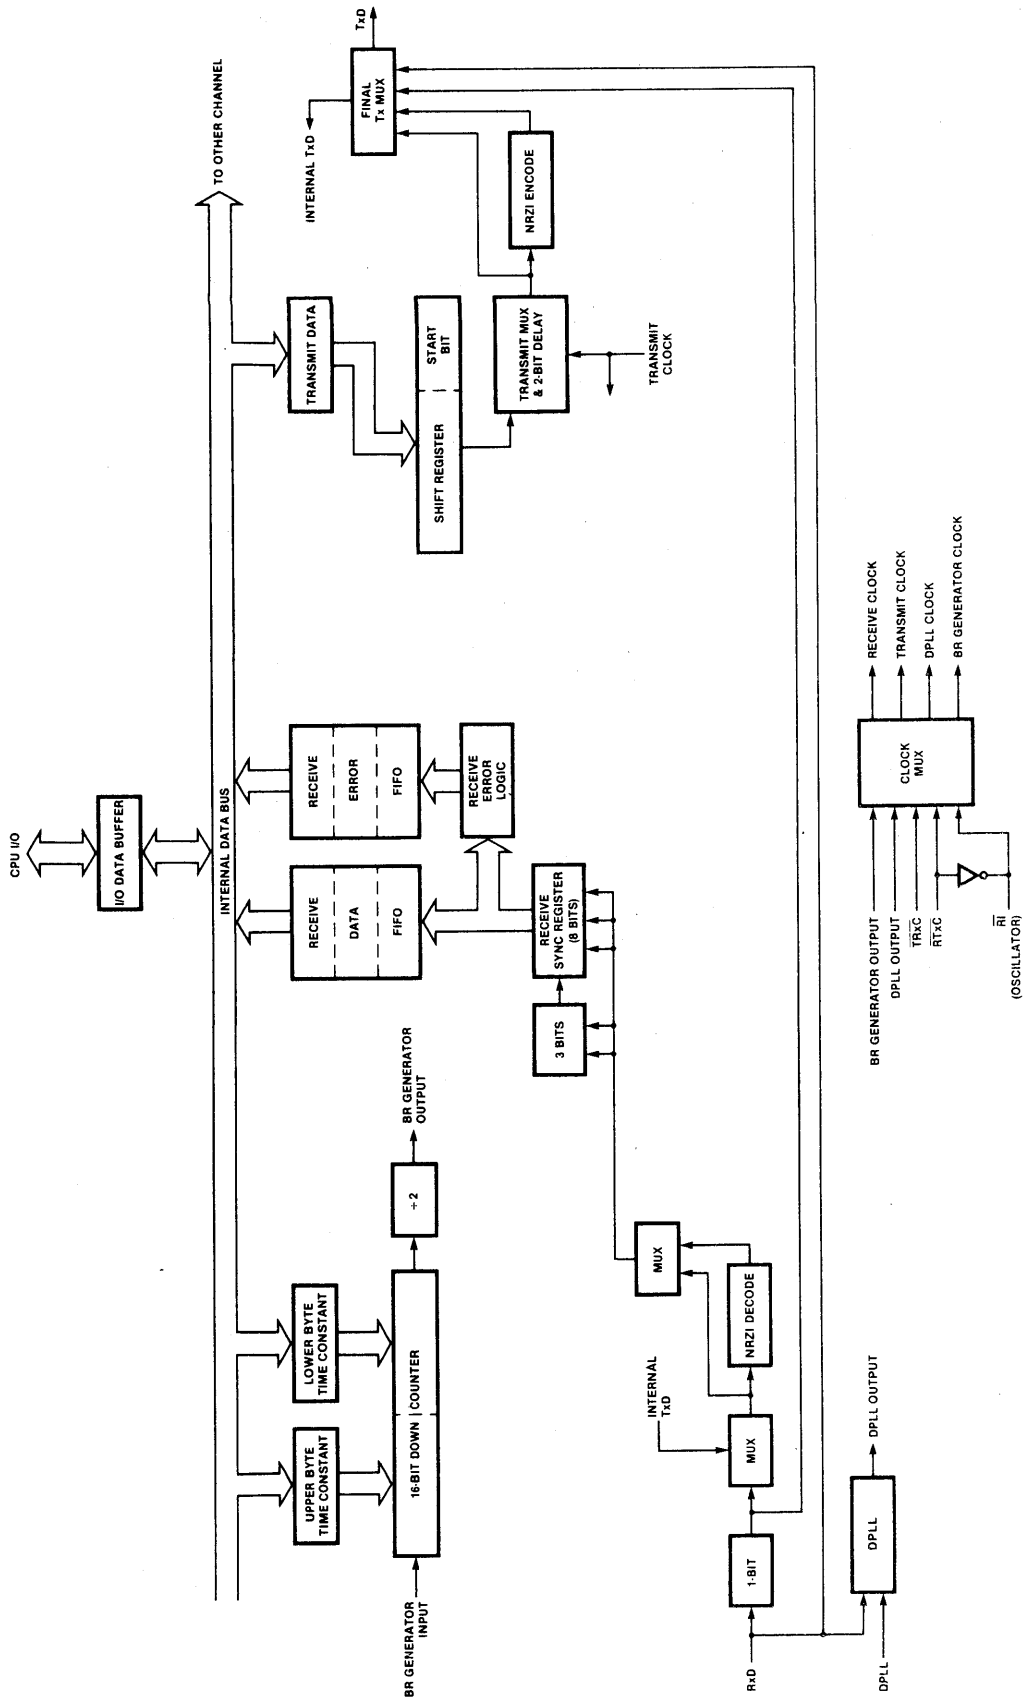 CPU I/O
I/O DATA BUFFER
INTERNAL DATA BUS
TO OTHER CHANNEL
UPPER BYTE
TIME CONSTANT
LOWER BYTE
TIME CONSTANT
BR GENERATOR
INPUT
16-BIT DOWN COUNTER
÷2
BR GENERATOR
OUTPUT
RECEIVE
DATA
FIFO
RECEIVE
ERROR
FIFO
RECEIVE
ERROR
LOGIC
3 BITS
RECEIVE
SYNC REGISTER
(8 BITS)
TRANSMIT DATA
SHIFT REGISTER
START
BIT
TRANSMIT MUX
& 2-BIT DELAY
TRANSMIT
CLOCK
NRZI ENCODE
INTERNAL TxD
FINAL
Tx MUX
TxD
RxD
1-BIT
INTERNAL
TxD
MUX
NRZI DECODE
MUX
DPLL
DPLL
DPLL OUTPUT
BR GENERATOR OUTPUT
DPLL OUTPUT
T̅R̅x̅C̅
R̅T̅x̅C̅
R̅I̅
(OSCILLATOR)
CLOCK
MUX
RECEIVE CLOCK
TRANSMIT CLOCK
DPLL CLOCK
BR GENERATOR CLOCK